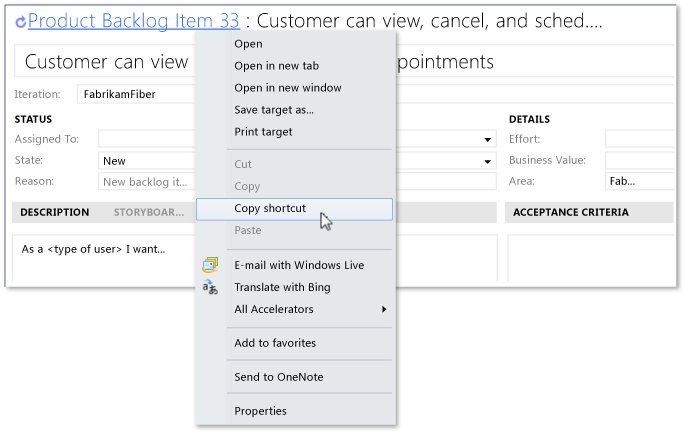 Product Backlog Item 33 : Customer can view, cancel, and sched....
Customer can view pointments
Iteration: FabrikamFiber
STATUS
Assigned To:
State: New
Reason: New backlog it...
DETAILS
Effort:
Business Value:
Area: Fab...
DESCRIPTION STORYBOAR... ACCEPTANCE CRITERIA
As a <type of user> I want...
Open
Open in new tab
Open in new window
Save target as...
Print target
Cut
Copy
Copy shortcut
Paste
E-mail with Windows Live
Translate with Bing
All Accelerators
Add to favorites
Send to OneNote
Properties